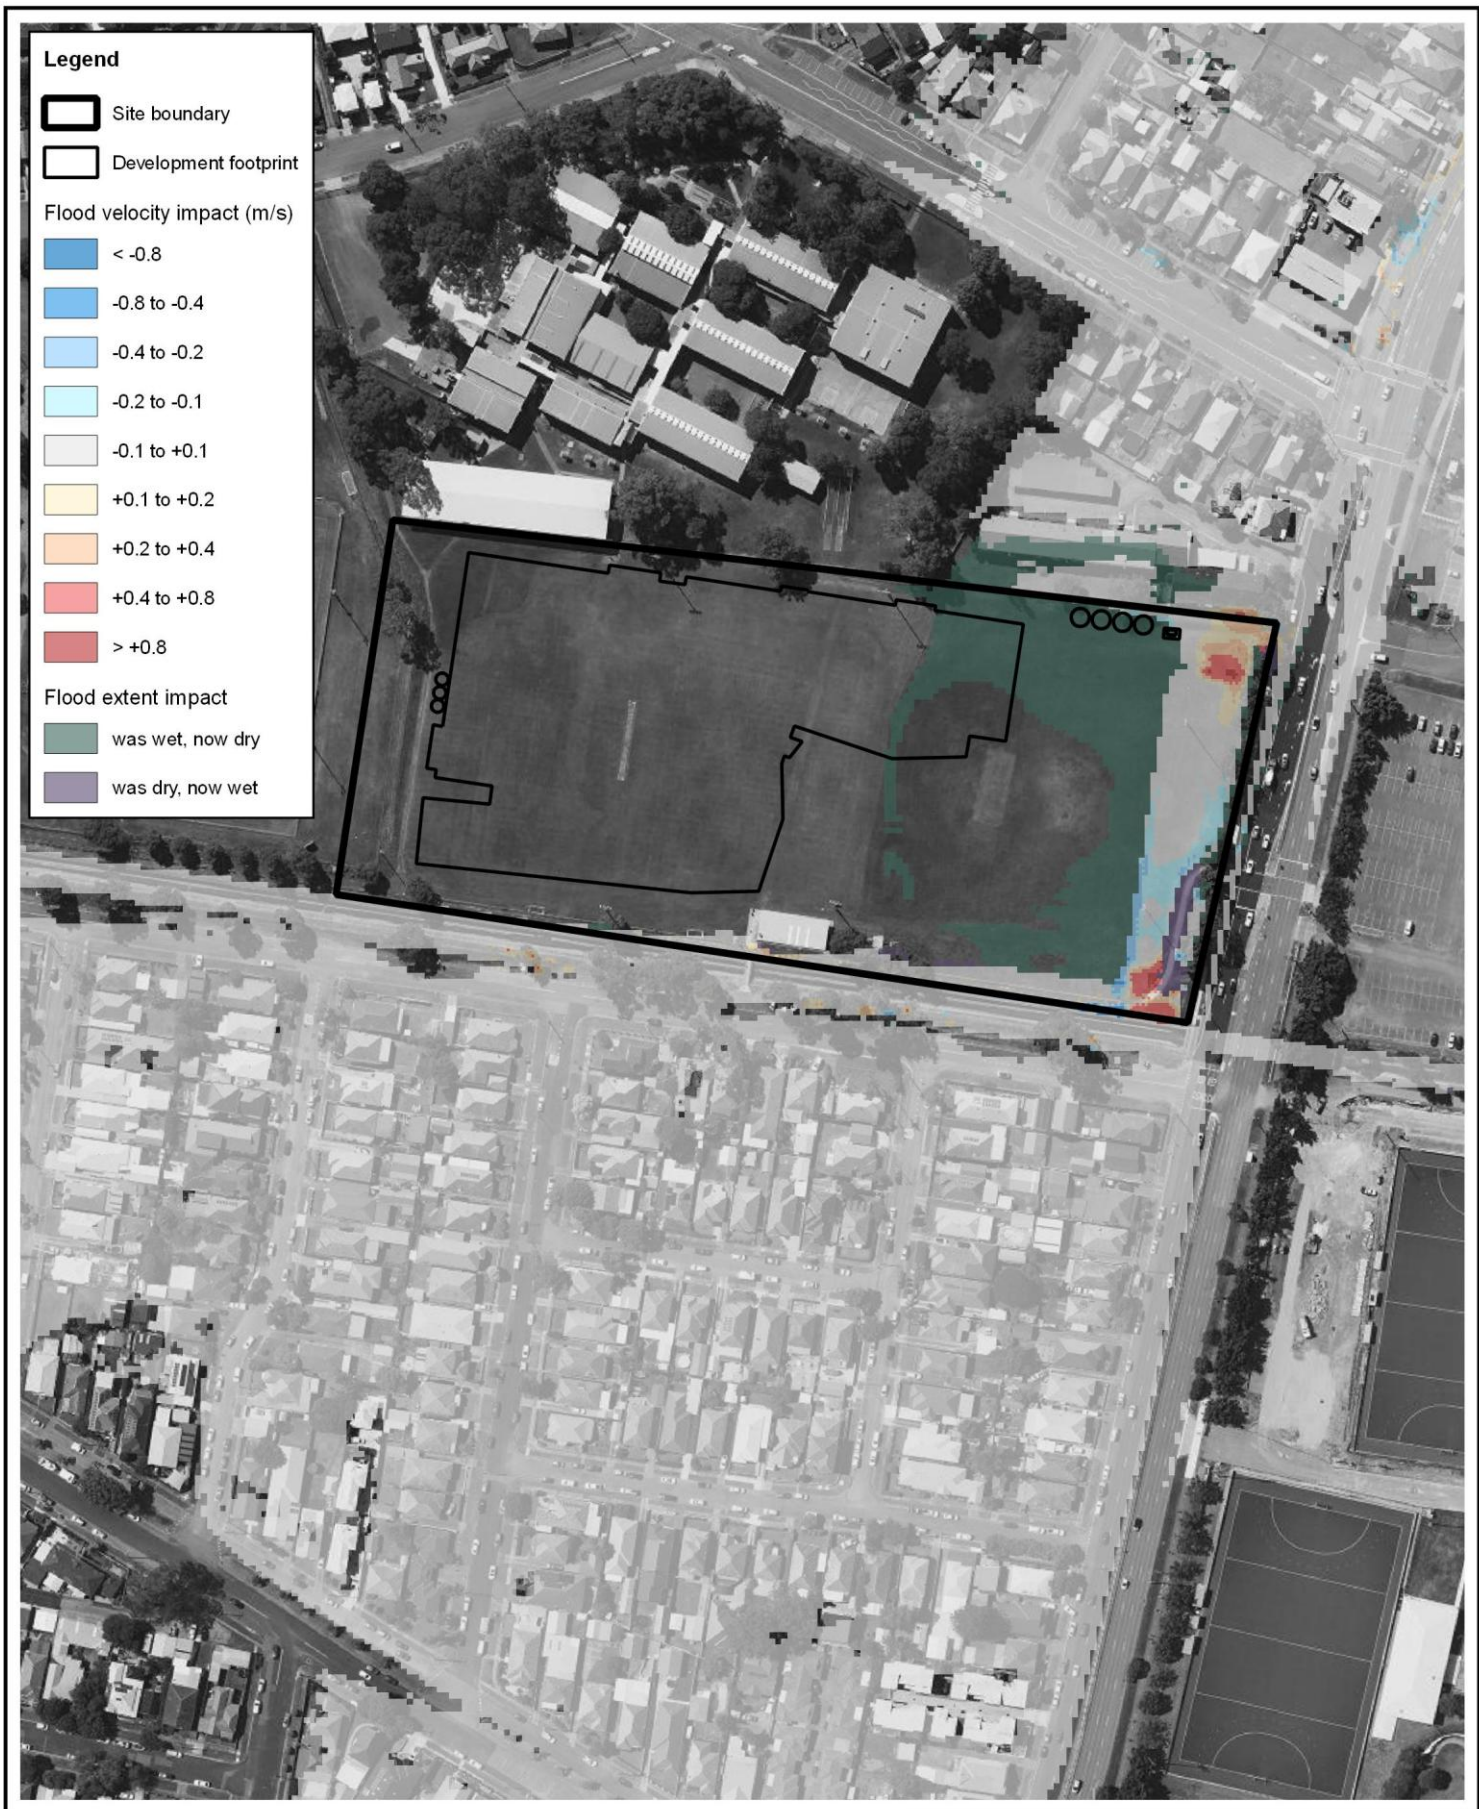 Legend
Site boundary
Development footprint
Flood velocity impact (m/s)
< -0.8
-0.8 to -0.4
-0.4 to -0.2
-0.2 to -0.1
-0.1 to +0.1
+0.1 to +0.2
+0.2 to +0.4
+0.4 to +0.8
> +0.8
Flood extent impact
was wet, now dry
was dry, now wet